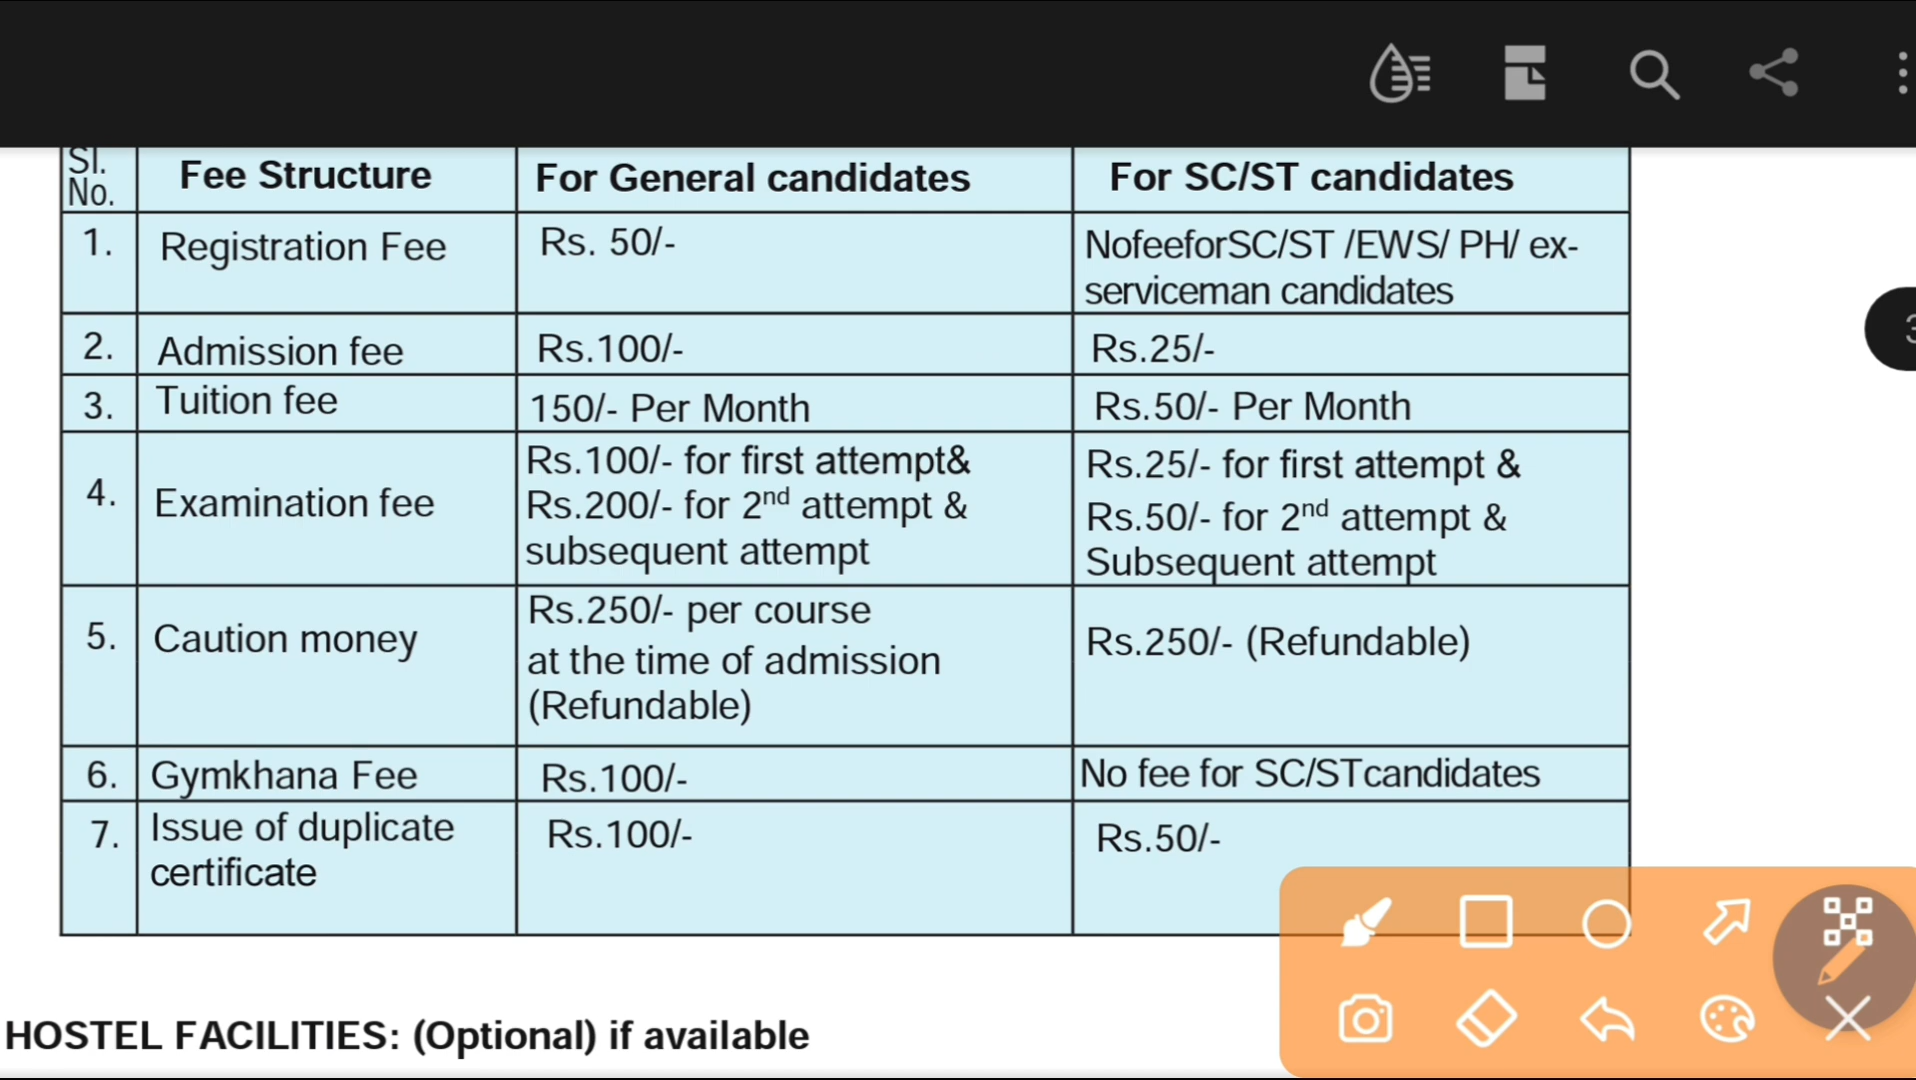 Sl.
No.
Fee Structure
For General candidates
For SC/ST candidates
1.
Registration Fee
Rs. 50/-
NofeeforSC/ST /EWS/ PH/ ex-
serviceman candidates
2.
Admission fee
Rs.100/-
Rs.25/-
3.
Tuition fee
150/- Per Month
Rs.50/- Per Month
4.
Examination fee
Rs.100/- for first attempt&
Rs.200/- for 2nd attempt &
subsequent attempt
Rs.25/- for first attempt &
Rs.50/- for 2nd attempt &
Subsequent attempt
5.
Caution money
Rs.250/- per course
at the time of admission
(Refundable)
Rs.250/- (Refundable)
6.
Gymkhana Fee
Rs.100/-
No fee for SC/STcandidates
7.
Issue of duplicate
certificate
Rs.100/-
Rs.50/-
HOSTEL FACILITIES: (Optional) if available